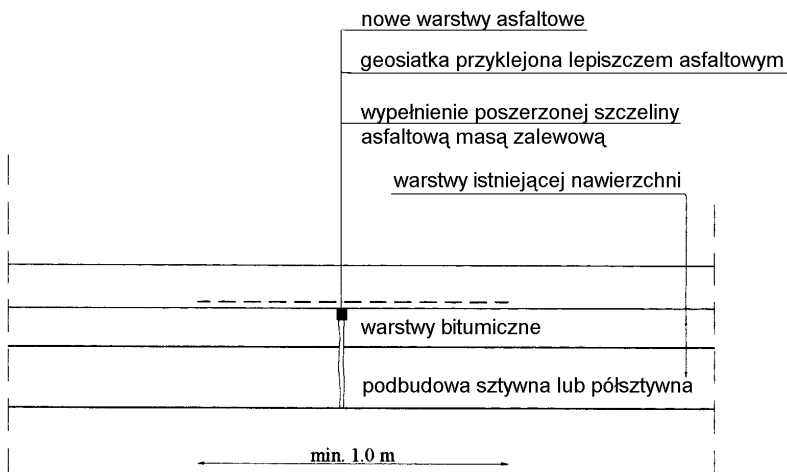 nowe warstwy asfaltowe
geosiatka przyklejona lepiszczem asfaltowym
wypełnienie poszerzonej szczeliny
asfaltową masą zalewową
warstwy istniejącej nawierzchni
warstwy bitumiczne
podbudowa sztywna lub półsztywna
min. 1.0 m